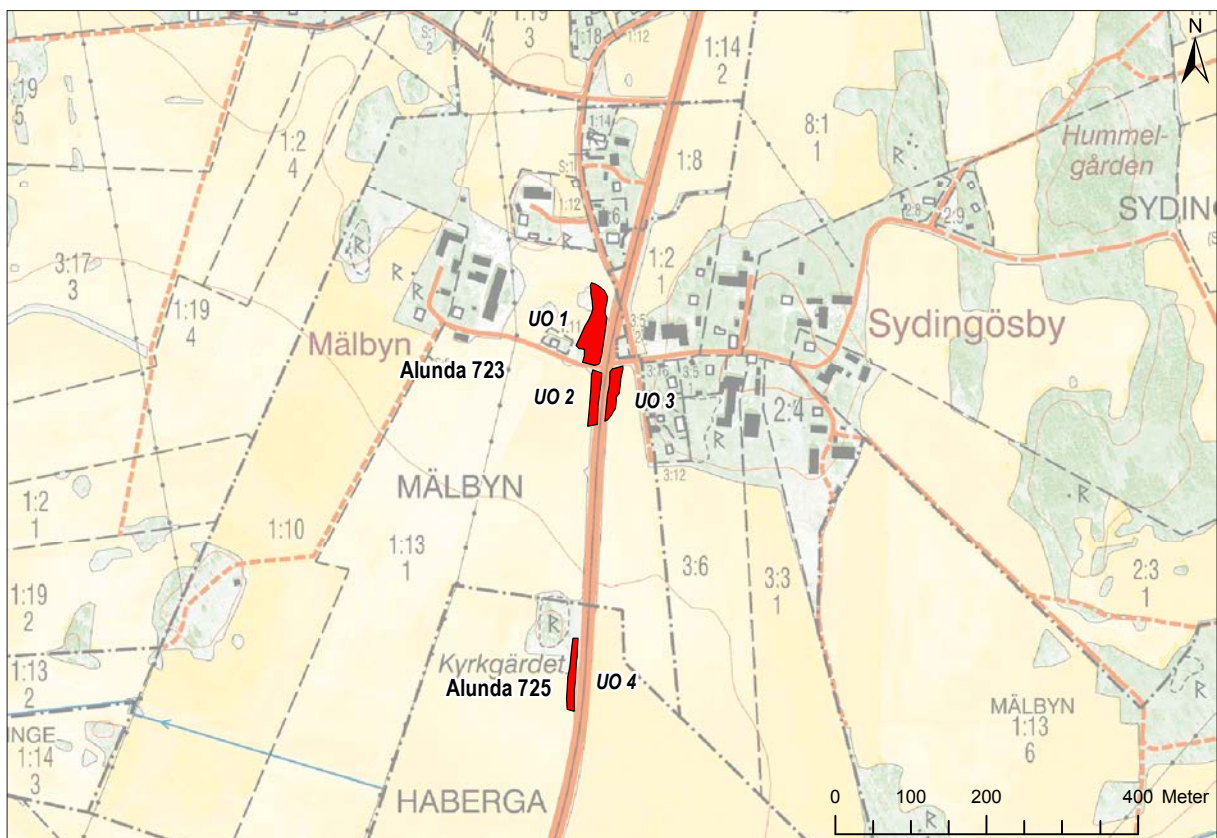 1:19
3
S:1
2
1:18
1:12
1:14
2
N
:19
5
1:2
4
1:14
8:1
1
R
Hummel-
gården
S:1
1:8
1:12
6
R
R
2:8
2:9
SYDING
3:17
3
R
R
1:2
1
1:19
4
UO 1
1:11
3:5
2
Mälbyn
Sydingösby
Alunda 723
3:16
3:5
1
UO 2
UO 3
2:4
R
3:12
MÄLBYN
R
1:2
1
1:10
1:13
1
3:6
3:3
1
2:3
1
1:19
2
R
R
1:13
2
Kyrkgärdet
Alunda 725
UO 4
MÄLBYN
1:13
6
INGE
1:14
3
HABERGA
R
0 100 200 400 Meter